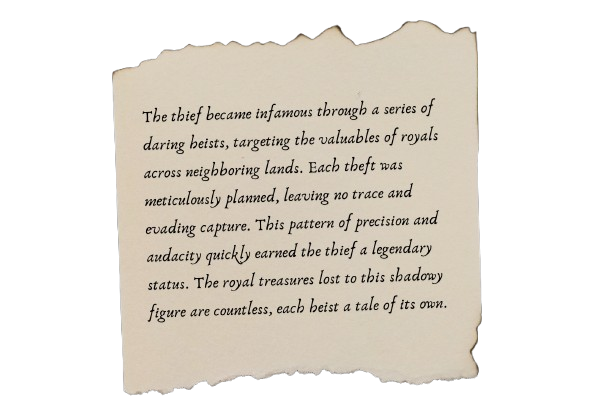 The thief became infamous through a series of
daring heists, targeting the valuables of royals
across neighboring lands. Each theft was
meticulously planned, leaving no trace and
evading capture. This pattern of precision and
audacity quickly earned the thief a legendary
status. The royal treasures lost to this shadowy
figure are countless, each heist a tale of its own.